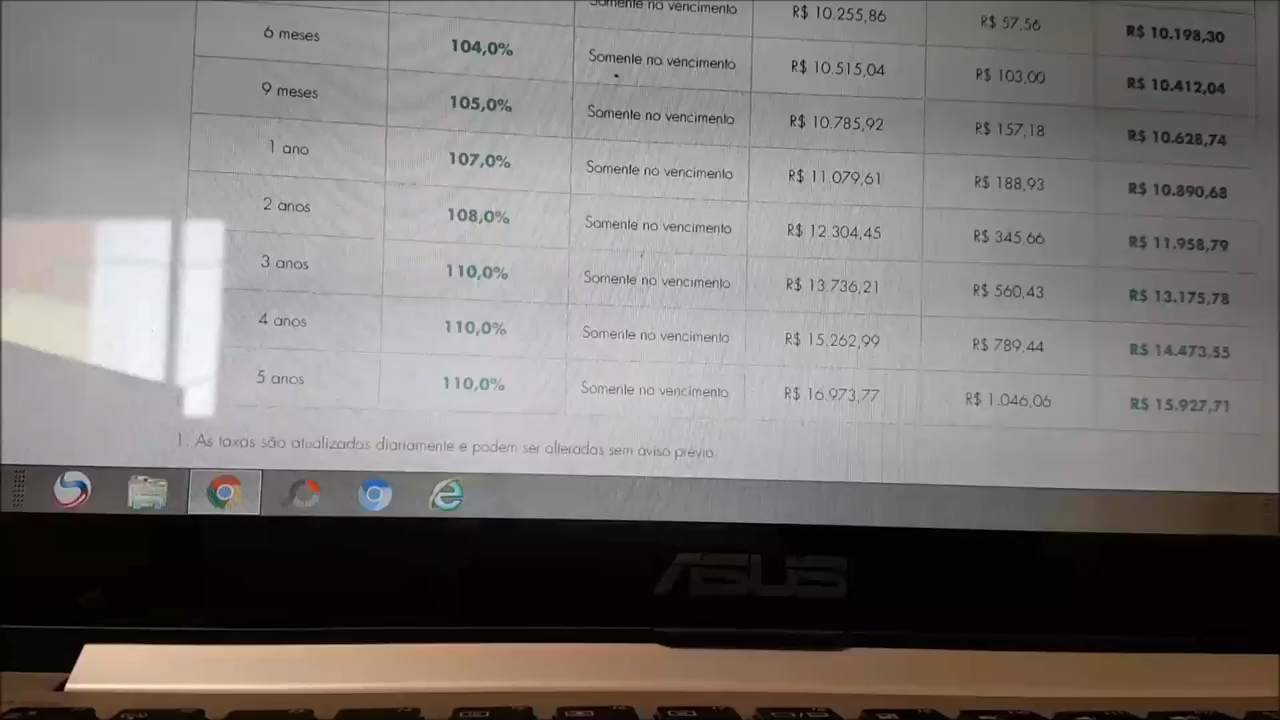 Somente no vencimento R$ 10.255,86 R$ 57,56 R$ 10.198,30
6 meses 104,0% Somente no vencimento R$ 10.515,04 R$ 103,00 R$ 10.412,04
9 meses 105,0% Somente no vencimento R$ 10.785,92 R$ 157,18 R$ 10.628,74
1 ano 107,0% Somente no vencimento R$ 11.079,61 R$ 188,93 R$ 10.890,68
2 anos 108,0% Somente no vencimento R$ 12.304,45 R$ 345,66 R$ 11.958,79
3 anos 110,0% Somente no vencimento R$ 13.736,21 R$ 560,43 R$ 13.175,78
4 anos 110,0% Somente no vencimento R$ 15.262,99 R$ 789,44 R$ 14.473,55
5 anos 110,0% Somente no vencimento R$ 16.973,77 R$ 1.046,06 R$ 15.927,71
1. As taxas são atualizadas diariamente e podem ser alteradas sem aviso prévio.
ASUS